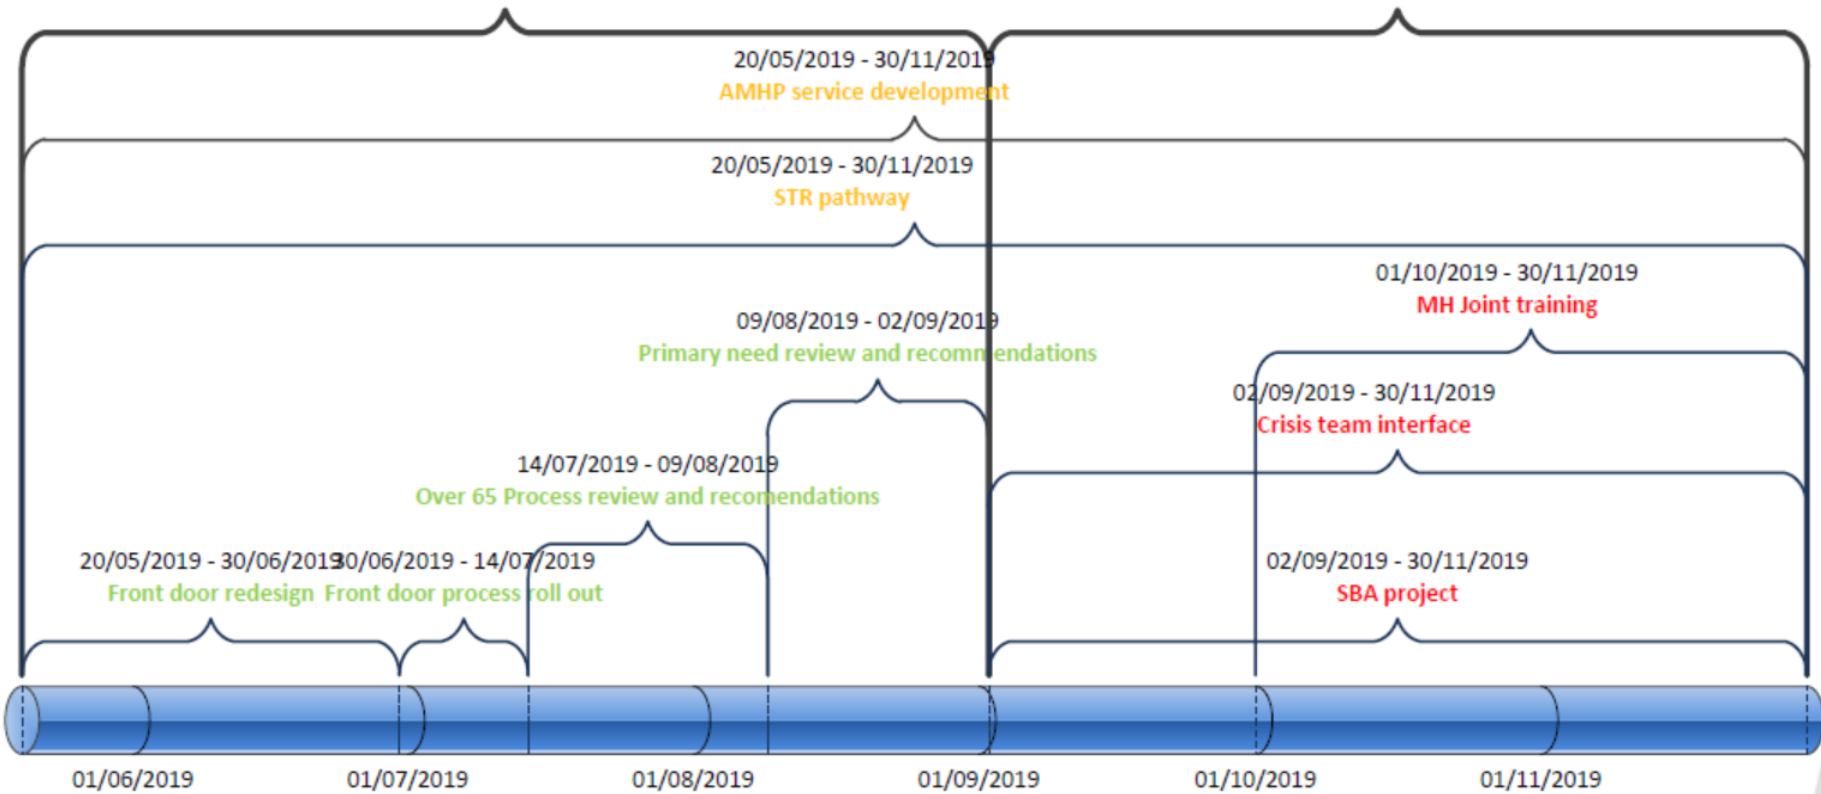 20/05/2019 - 30/11/2019
AMHP service development
20/05/2019 - 30/11/2019
STR pathway
01/10/2019 - 30/11/2019
MH Joint training
09/08/2019 - 02/09/2019
Primary need review and recommendations
02/09/2019 - 30/11/2019
Crisis team interface
14/07/2019 - 09/08/2019
Over 65 Process review and recomendations
20/05/2019 - 30/06/2019
Front door redesign
30/06/2019 - 14/07/2019
Front door process roll out
02/09/2019 - 30/11/2019
SBA project
01/06/2019
01/07/2019
01/08/2019
01/09/2019
01/10/2019
01/11/2019